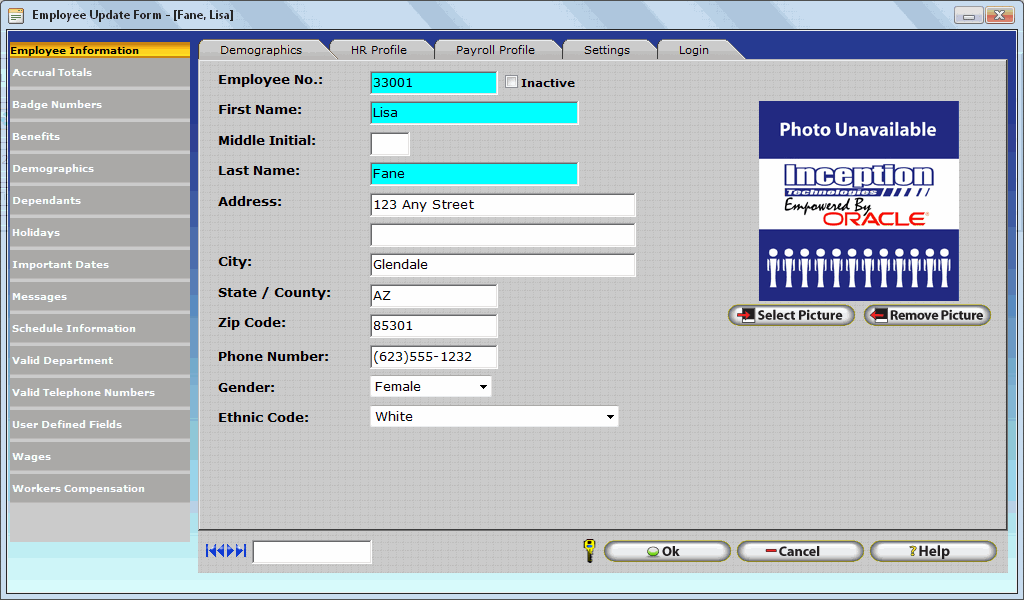 Employee Update Form - [Fane, Lisa]
Employee Information
Accrual Totals
Badge Numbers
Benefits
Demographics
Dependants
Holidays
Important Dates
Messages
Schedule Information
Valid Department
Valid Telephone Numbers
User Defined Fields
Wages
Workers Compensation
Demographics HR Profile Payroll Profile Settings Login
Employee No.: 33001 Inactive
First Name: Lisa
Middle Initial:
Last Name: Fane
Address: 123 Any Street
City: Glendale
State / County: AZ
Zip Code: 85301
Phone Number: (623)555-1232
Gender: Female
Ethnic Code: White
Photo Unavailable
Inception
Technologies
Empowered By
ORACLE
Select Picture Remove Picture
Ok Cancel ?Help